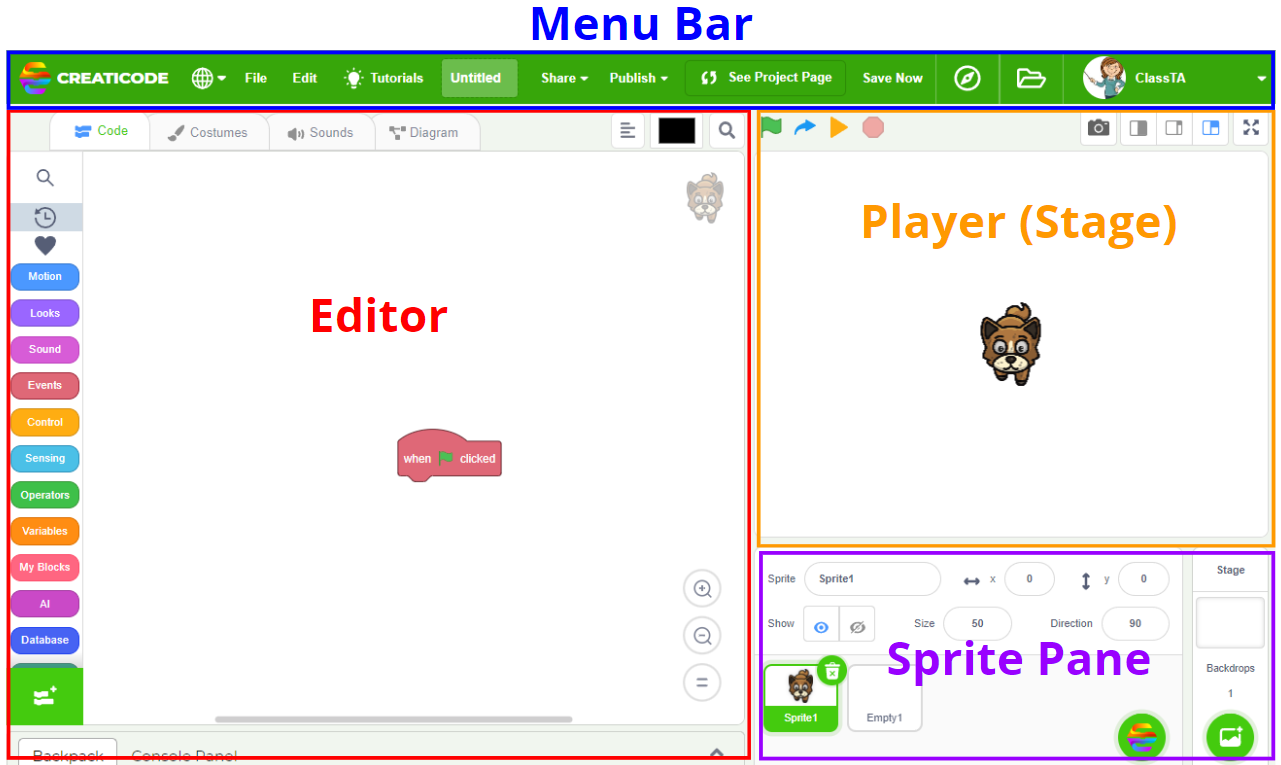 Menu Bar
CREATICODE File Edit Tutorials Untitled Share Publish See Project Page Save Now ClassTA
Code Costumes Sounds Diagram
Player (Stage)
Editor
Motion
Looks
Sound
Events
Control
Sensing
Operators
Variables
My Blocks
AI
Database
when clicked
Backpack Console Panel
Sprite Sprite1 x 0 y 0
Show Size 50 Direction 90
Sprite Pane
Sprite1 Empty1
Stage
Backdrops
1